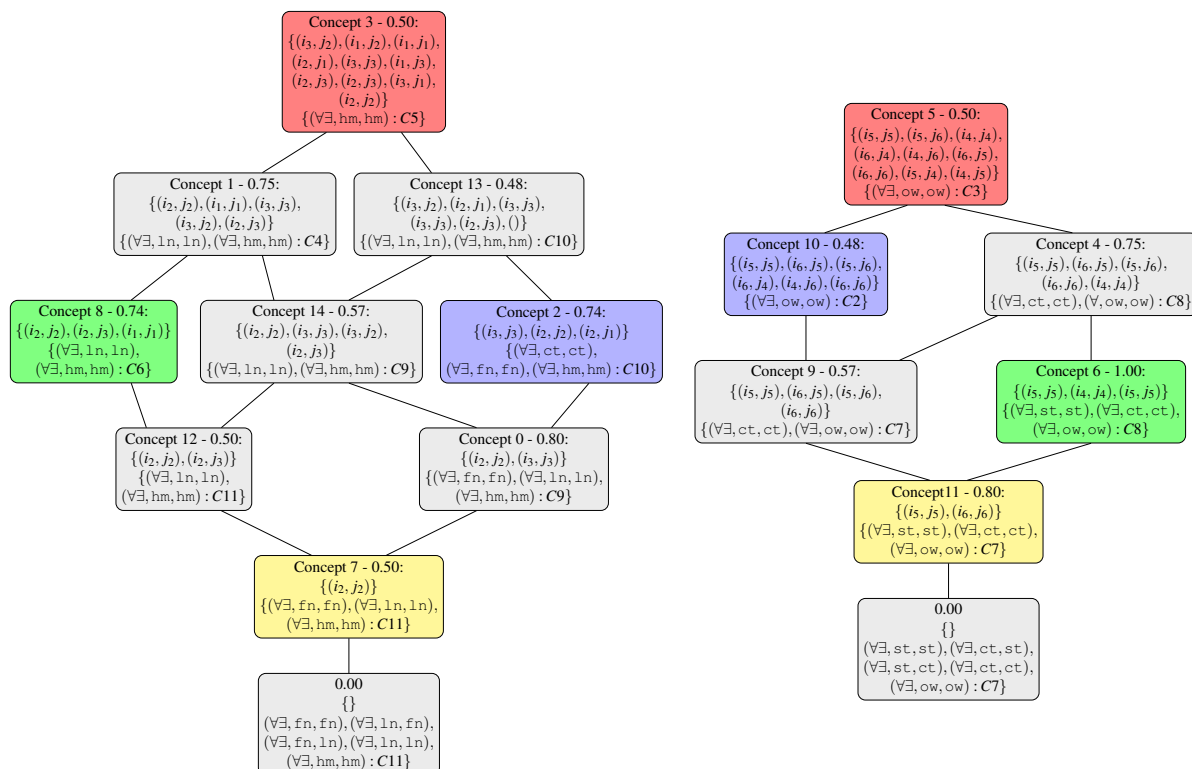 Concept 3 - 0.50:
{(i₃, j₂),(i₁, j₂),(i₁, j₁),
(i₂, j₁),(i₃, j₃),(i₁, j₃),
(i₂, j₃),(i₂, j₃),(i₃, j₁),
(i₂, j₂)}
{(∀∃,hm,hm) : C5}
Concept 1 - 0.75:
{(i₂, j₂),(i₁, j₁),(i₃, j₃),
(i₃, j₂),(i₂, j₃)}
{(∀∃,ln,ln),(∀∃,hm,hm) : C4}
Concept 13 - 0.48:
{(i₃, j₂),(i₂, j₁),(i₃, j₃),
(i₃, j₃),(i₂, j₃),()}
{(∀∃,ln,ln),(∀∃,hm,hm) : C10}
Concept 8 - 0.74:
{(i₂, j₂),(i₂, j₃),(i₁, j₁)}
{(∀∃,ln,ln),
(∀∃,hm,hm) : C6}
Concept 14 - 0.57:
{(i₂, j₂),(i₃, j₃),(i₃, j₂),
(i₂, j₃)}
{(∀∃,ln,ln),(∀∃,hm,hm) : C9}
Concept 2 - 0.74:
{(i₃, j₃),(i₂, j₂),(i₂, j₁)}
{(∀∃,ct,ct),
(∀∃,fn,fn),(∀∃,hm,hm) : C10}
Concept 12 - 0.50:
{(i₂, j₂),(i₂, j₃)}
{(∀∃,ln,ln),
(∀∃,hm,hm) : C11}
Concept 0 - 0.80:
{(i₂, j₂),(i₃, j₃)}
{(∀∃,fn,fn),(∀∃,ln,ln),
(∀∃,hm,hm) : C9}
Concept 7 - 0.50:
{(i₂, j₂)}
{(∀∃,fn,fn),(∀∃,ln,ln),
(∀∃,hm,hm) : C11}
0.00
{}
(∀∃,fn,fn),(∀∃,ln,fn),
(∀∃,fn,ln),(∀∃,ln,ln),
(∀∃,hm,hm) : C11}
Concept 5 - 0.50:
{(i₅, j₅),(i₅, j₆),(i₄, j₄),
(i₆, j₄),(i₄, j₆),(i₆, j₅),
(i₆, j₆),(i₅, j₄),(i₄, j₅)}
{(∀∃,ow,ow) : C3}
Concept 10 - 0.48:
{(i₅, j₅),(i₆, j₅),(i₅, j₆),
(i₆, j₄),(i₄, j₆),(i₆, j₆)}
{(∀∃,ow,ow) : C2}
Concept 4 - 0.75:
{(i₅, j₅),(i₆, j₅),(i₅, j₆),
(i₆, j₆),(i₄, j₄)}
{(∀∃,ct,ct),(∀,ow,ow) : C8}
Concept 9 - 0.57:
{(i₅, j₅),(i₆, j₅),(i₅, j₆),
(i₆, j₆)}
{(∀∃,ct,ct),(∀∃,ow,ow) : C7}
Concept 6 - 1.00:
{(i₅, j₅),(i₄, j₄),(i₅, j₅)}
{(∀∃,st,st),(∀∃,ct,ct),
(∀∃,ow,ow) : C8}
Concept11 - 0.80:
{(i₅, j₅),(i₆, j₆)}
{(∀∃,st,st),(∀∃,ct,ct),
(∀∃,ow,ow) : C7}
0.00
{}
(∀∃,st,st),(∀∃,ct,st),
(∀∃,st,ct),(∀∃,ct,ct),
(∀∃,ow,ow) : C7}